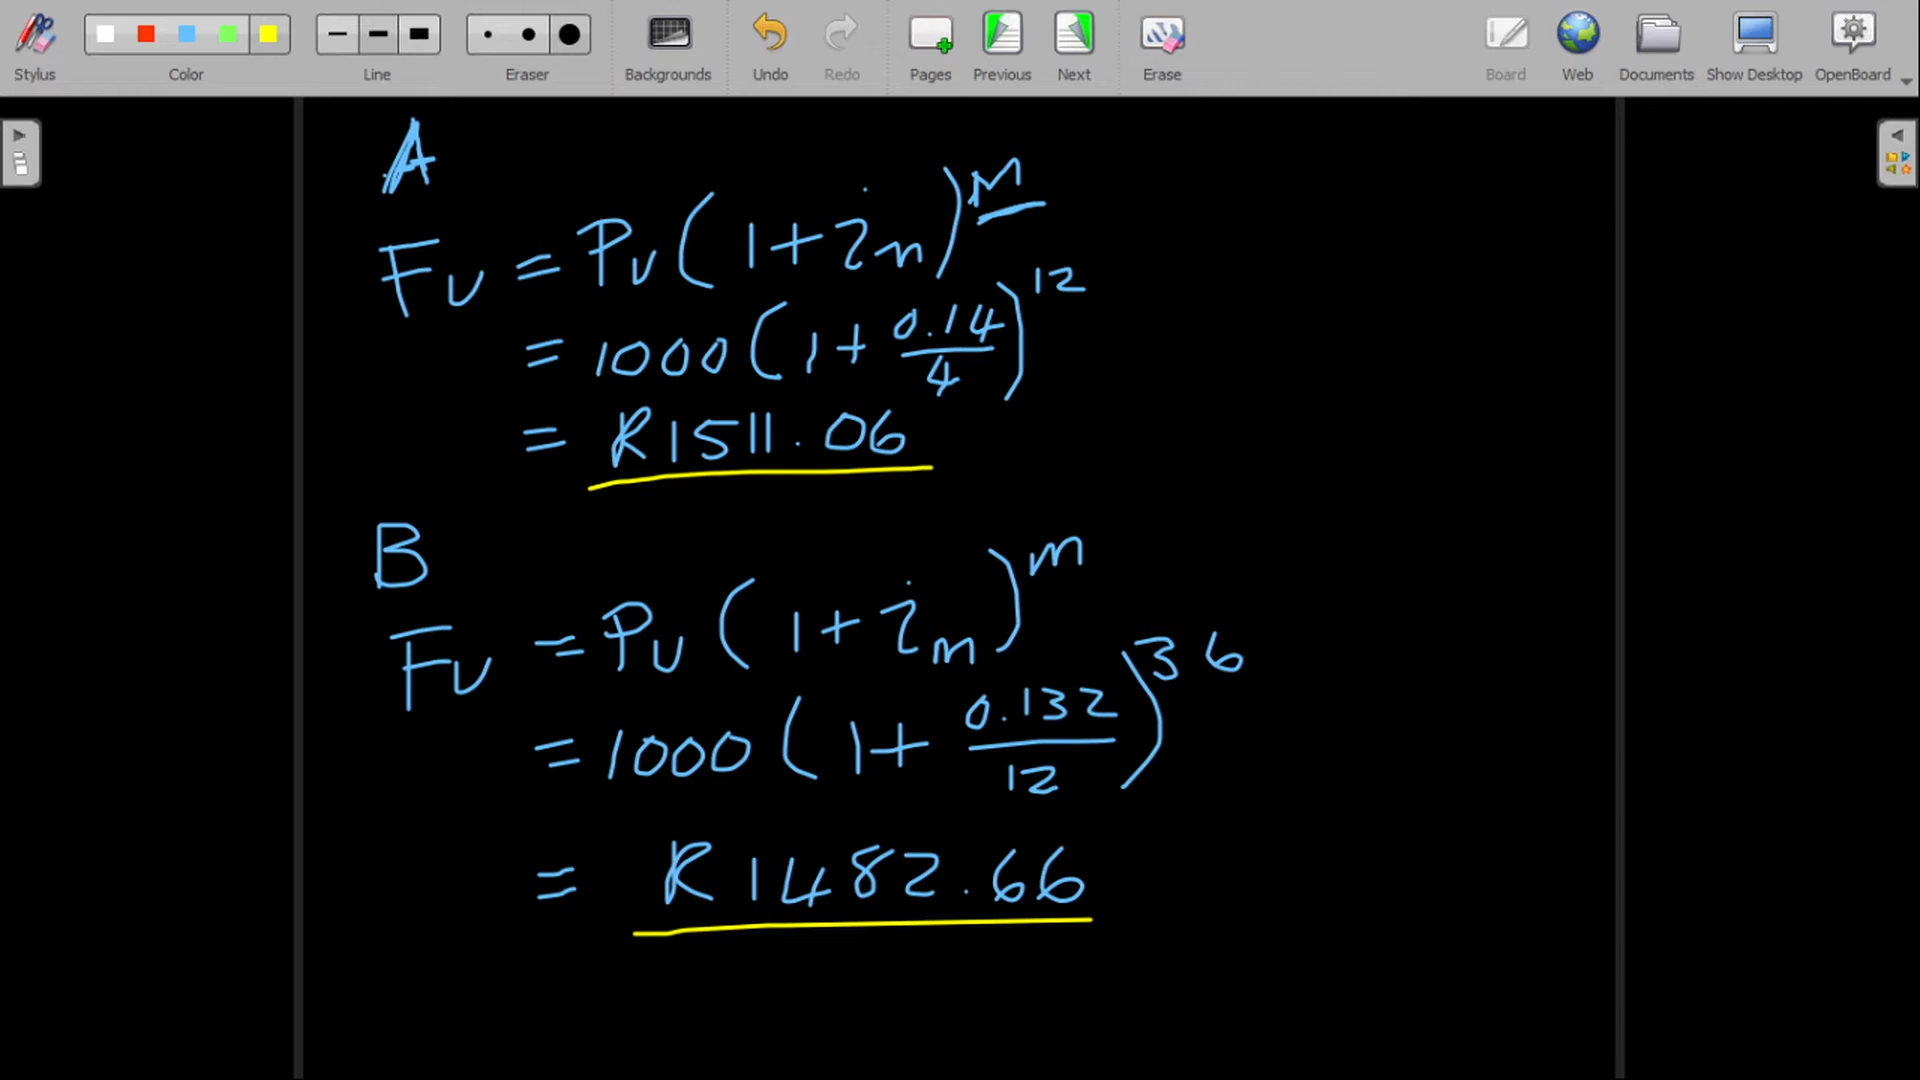 Stylus Color Line Eraser Backgrounds Undo Redo Pages Previous Next Erase Board Web Documents Show Desktop OpenBoard
A
Fv = Pv (1+in)^m
= 1000 (1 + 0.14/4)^12
= R1511.06
B
Fv = Pv (1+im)^m
= 1000 (1+ 0.132/12)^36
= R1482.66